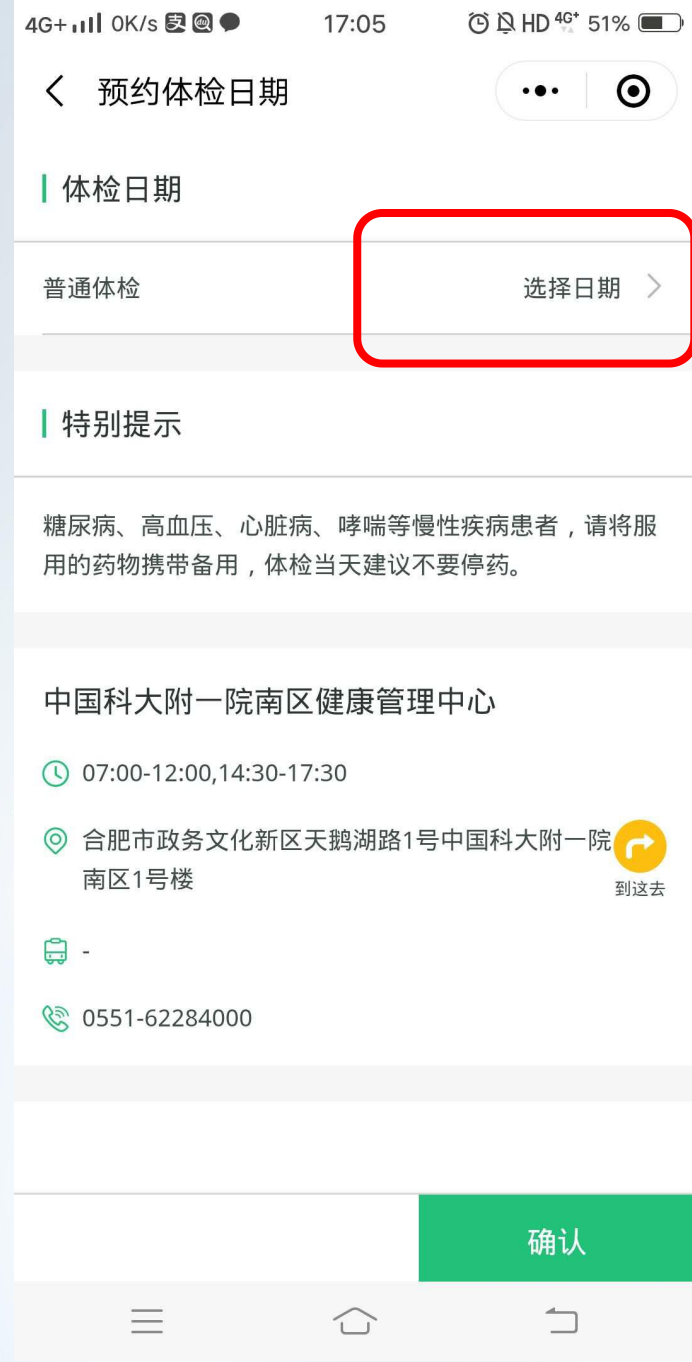 4G+ 0K/s 支 du 17:05 HD 4G+ 51%
预约体检日期
体检日期
普通体检 选择日期
特别提示
糖尿病、高血压、心脏病、哮喘等慢性疾病患者，请将服
用的药物携带备用，体检当天建议不要停药。
中国科大附一院南区健康管理中心
07:00-12:00,14:30-17:30
合肥市政务文化新区天鹅湖路1号中国科大附一院
南区1号楼
到这去
-
0551-62284000
确认